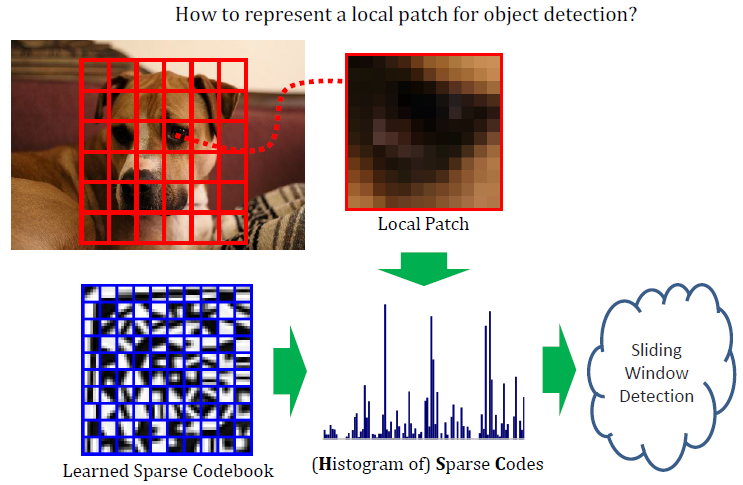 How to represent a local patch for object detection?
Local Patch
Sliding
Window
Detection
Learned Sparse Codebook
(Histogram of) Sparse Codes